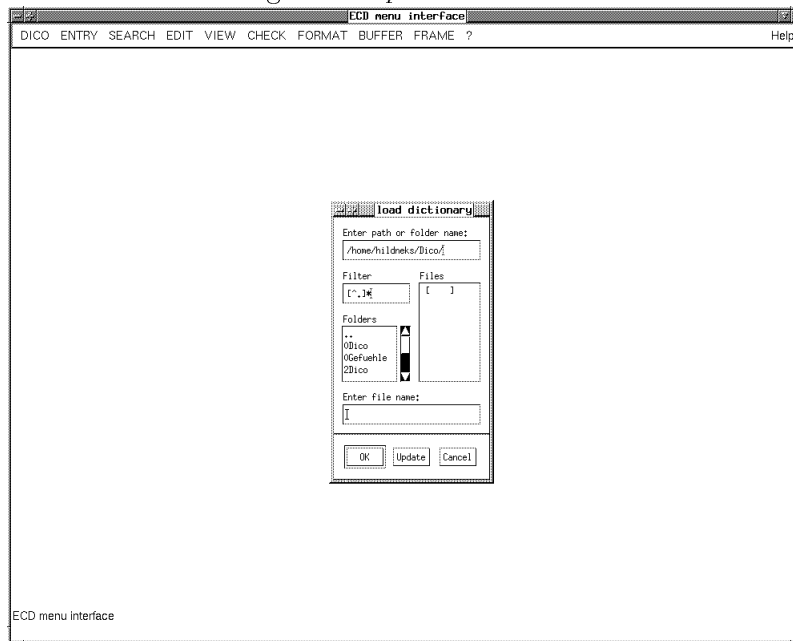 ECD menu interface
DICO ENTRY SEARCH EDIT VIEW CHECK FORMAT BUFFER FRAME ? Help
load dictionary
Enter path or folder name:
/home/hildneks/Dico/
Filter Files
[^.]* [ ]
Folders
..
0Dico
0Gefuehle
2Dico
Enter file name:
OK Update Cancel
ECD menu interface